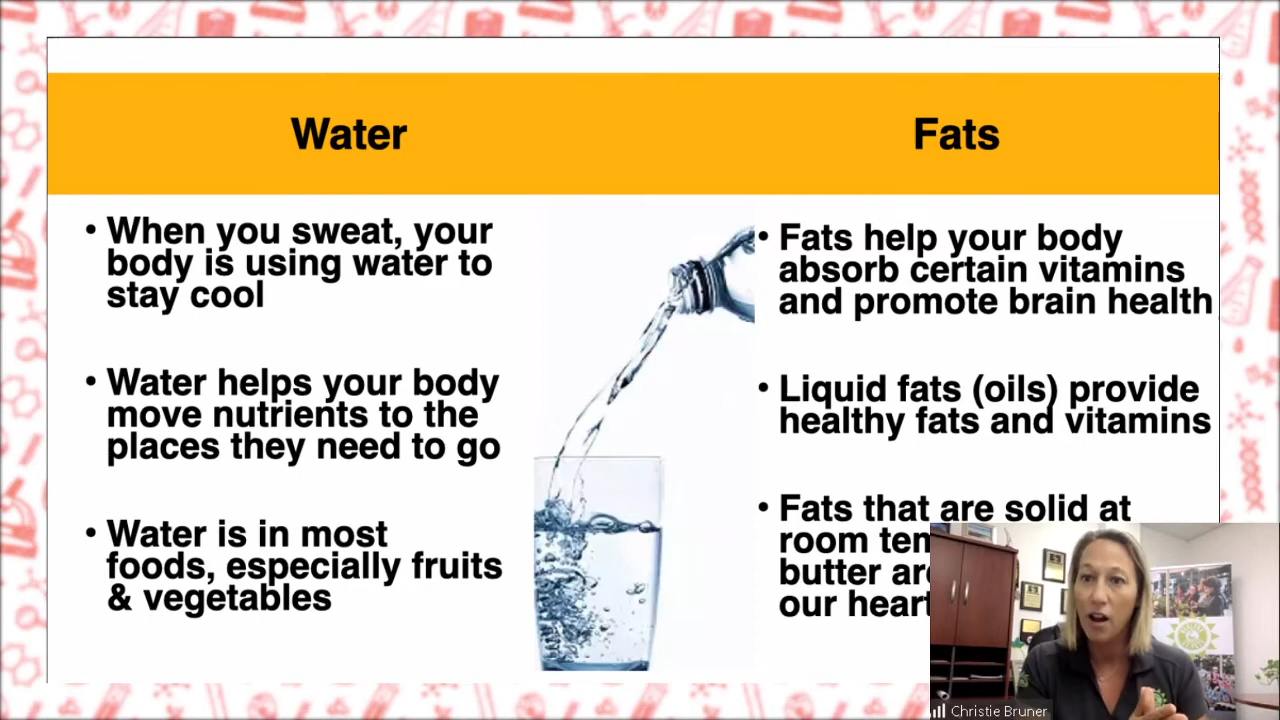 Water
Fats
• When you sweat, your
body is using water to
stay cool
• Water helps your body
move nutrients to the
places they need to go
• Water is in most
foods, especially fruits
& vegetables
• Fats help your body
absorb certain vitamins
and promote brain health
• Liquid fats (oils) provide
healthy fats and vitamins
• Fats that are solid at
room
butter
our
Christie Bruner